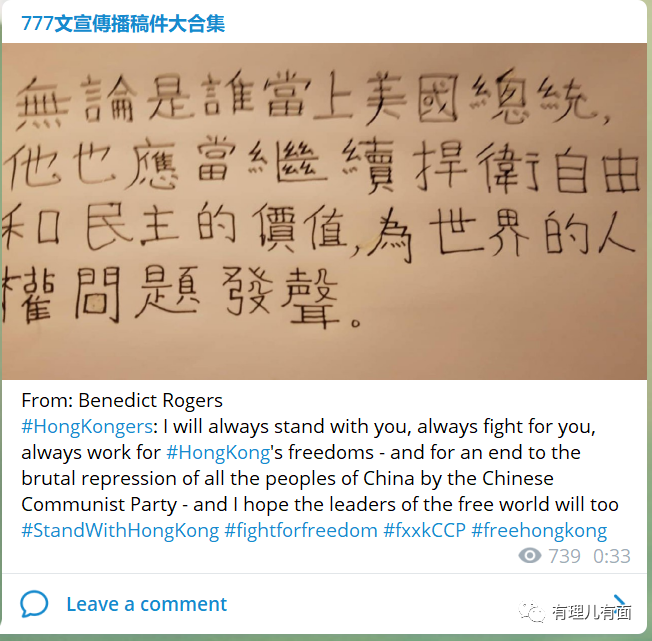 777文宣傳播稿件大合集
無論是誰當上美國總統，
他也應當繼續捍衛自由
和民主的價值，為世界的人
權問題發聲。
From: Benedict Rogers
#HongKongers: I will always stand with you, always fight for you,
always work for #HongKong's freedoms - and for an end to the
brutal repression of all the peoples of China by the Chinese
Communist Party - and I hope the leaders of the free world will too
#StandWithHongKong #fightforfreedom #fxxkCCP #freehongkong
739 0:33
Leave a comment
有理儿有面